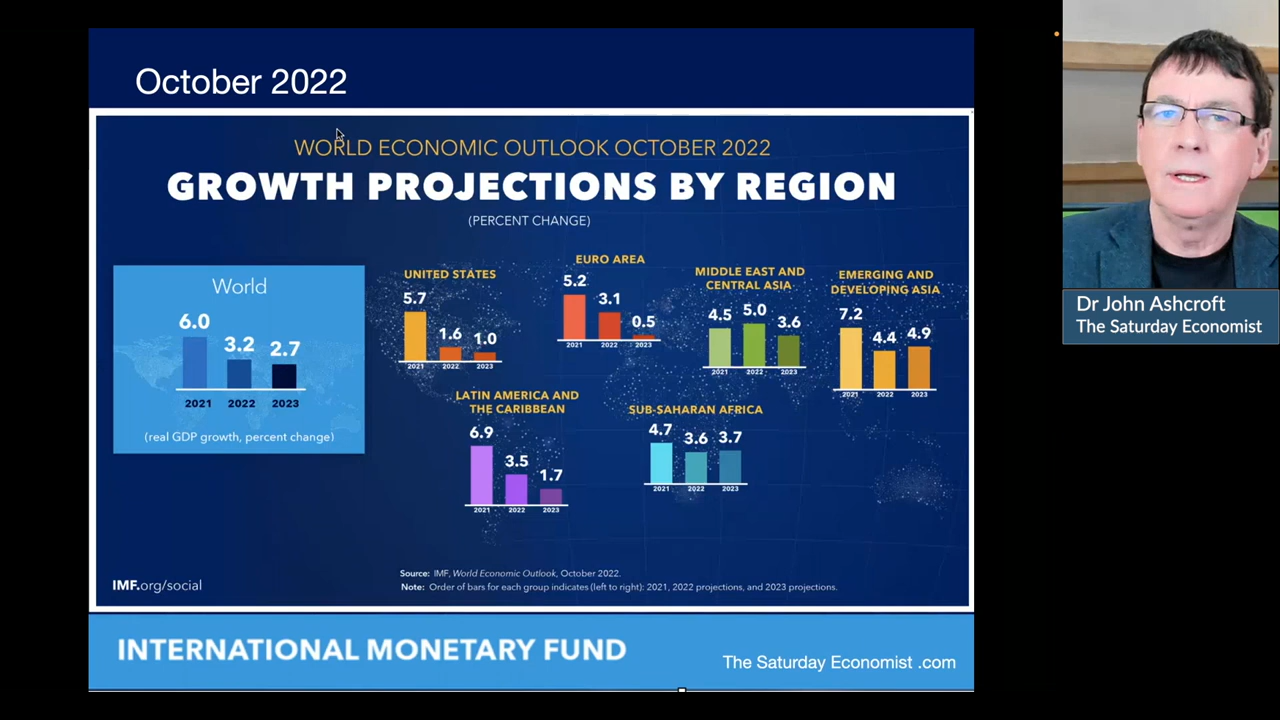 October 2022
WORLD ECONOMIC OUTLOOK OCTOBER 2022
GROWTH PROJECTIONS BY REGION
(PERCENT CHANGE)
World
6.0
3.2
2.7
2021 2022 2023
(real GDP growth, percent change)
UNITED STATES
5.7
1.6
1.0
2021 2022 2023
EURO AREA
5.2
3.1
0.5
2021 2022 2023
MIDDLE EAST AND
CENTRAL ASIA
4.5
5.0
3.6
2021 2022 2023
EMERGING AND
DEVELOPING ASIA
7.2
4.4
4.9
2021 2022 2023
LATIN AMERICA AND
THE CARIBBEAN
6.9
3.5
1.7
2021 2022 2023
SUB-SAHARAN AFRICA
4.7
3.6
3.7
2021 2022 2023
Source: IMF, World Economic Outlook, October 2022.
Note: Order of bars for each group indicates (left to right): 2021, 2022 projections, and 2023 projections.
IMF.org/social
INTERNATIONAL MONETARY FUND
The Saturday Economist .com
Dr John Ashcroft
The Saturday Economist